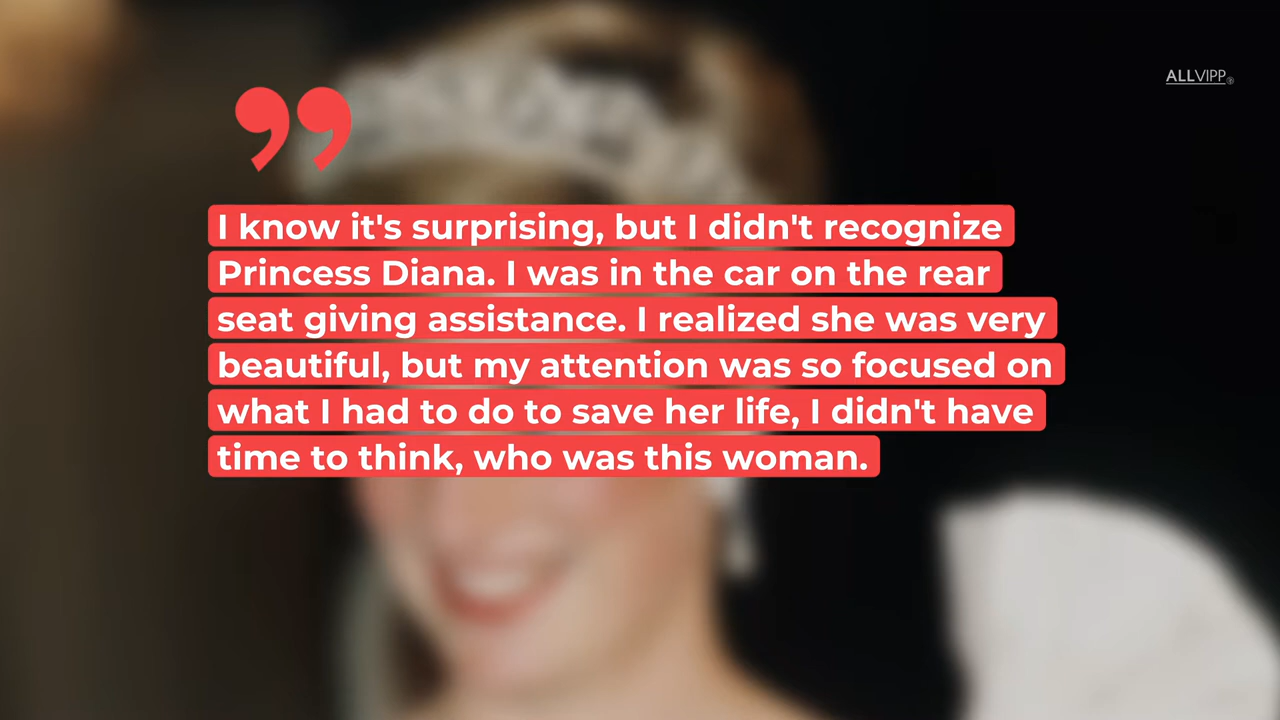 ALLVIPP®
”
I know it's surprising, but I didn't recognize
Princess Diana. I was in the car on the rear
seat giving assistance. I realized she was very
beautiful, but my attention was so focused on
what I had to do to save her life, I didn't have
time to think, who was this woman.